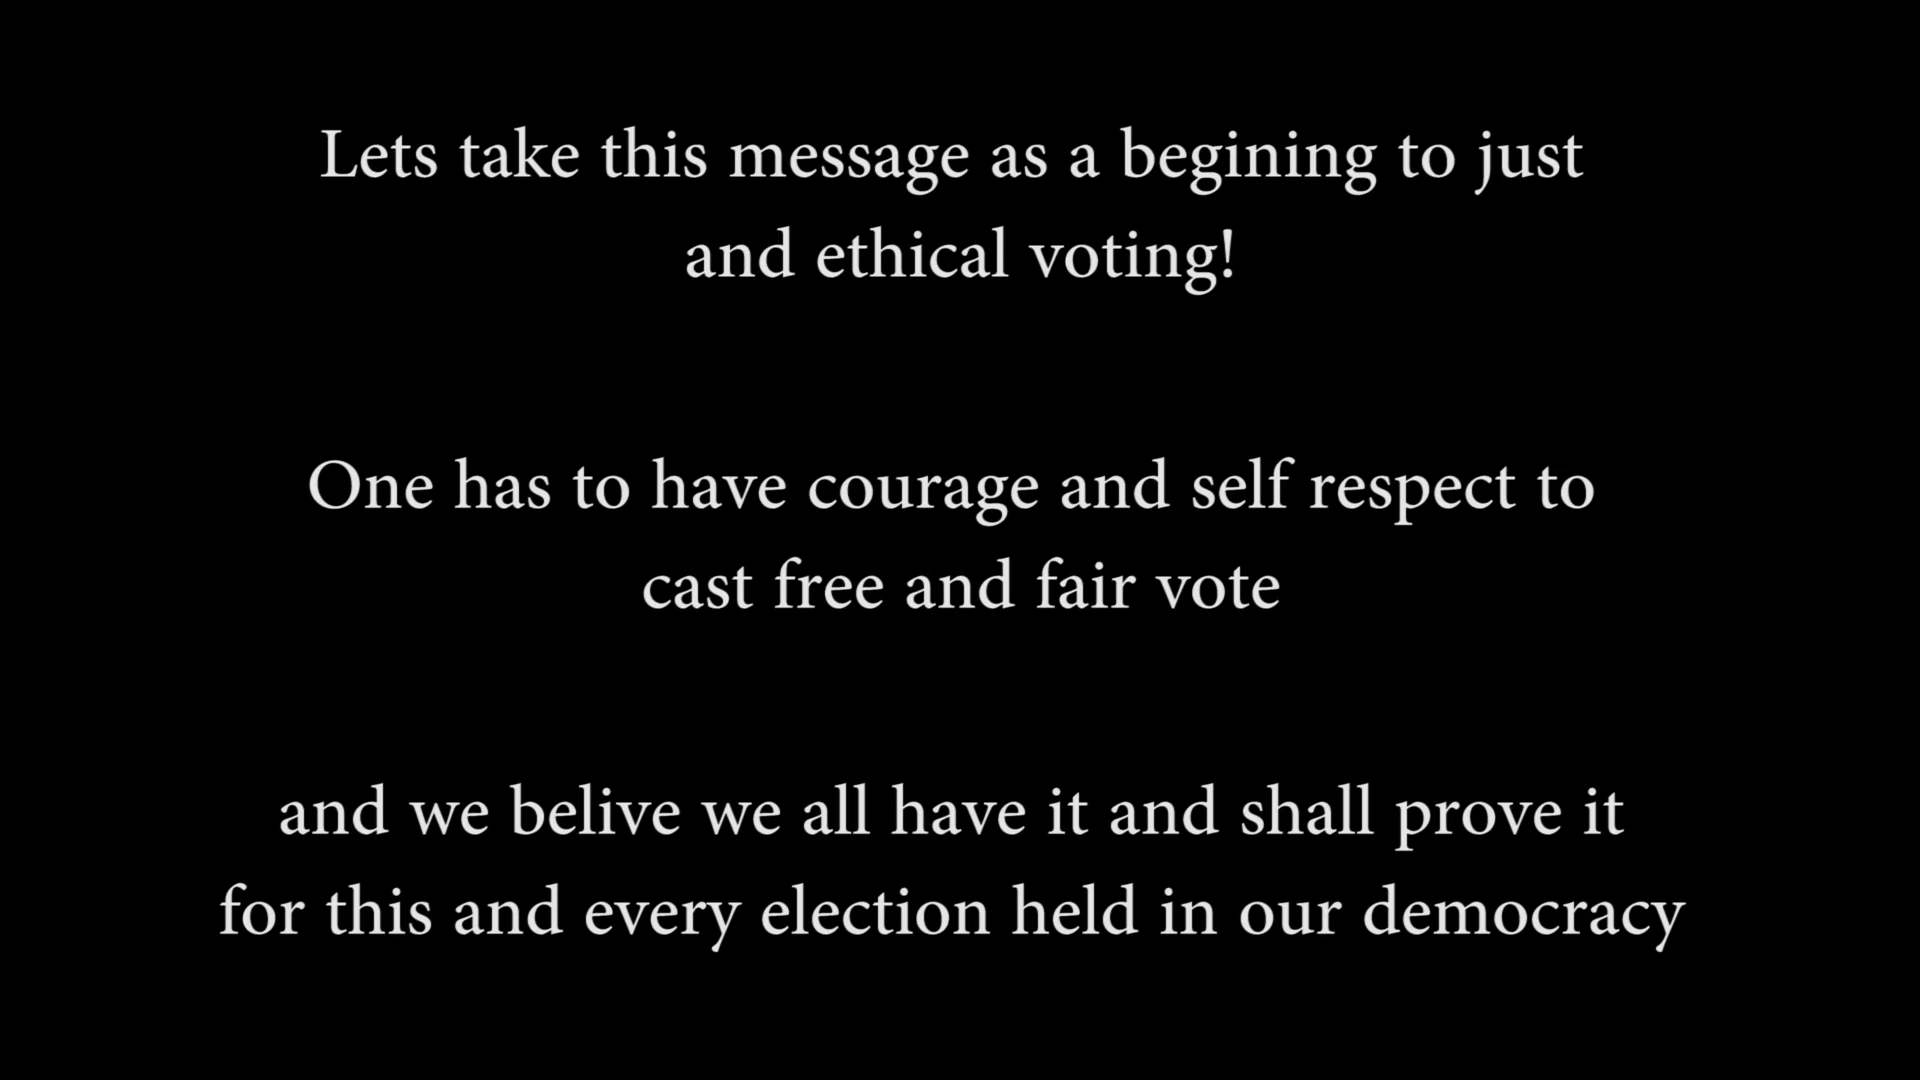 Lets take this message as a begining to just
and ethical voting!
One has to have courage and self respect to
cast free and fair vote
and we belive we all have it and shall prove it
for this and every election held in our democracy